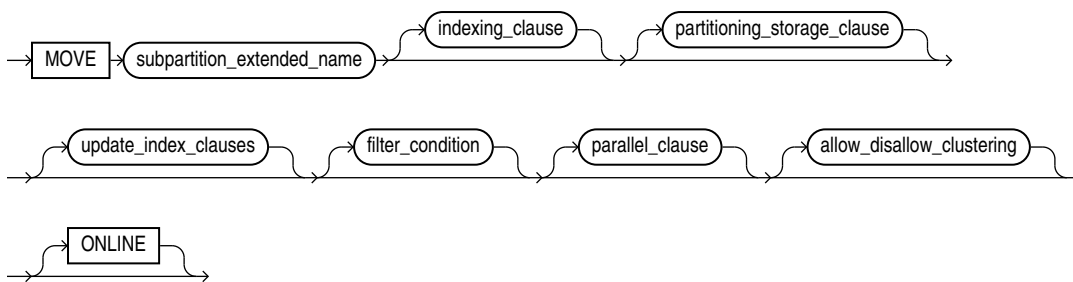 indexing_clause partitioning_storage_clause
MOVE subpartition_extended_name
update_index_clauses filter_condition parallel_clause allow_disallow_clustering
ONLINE